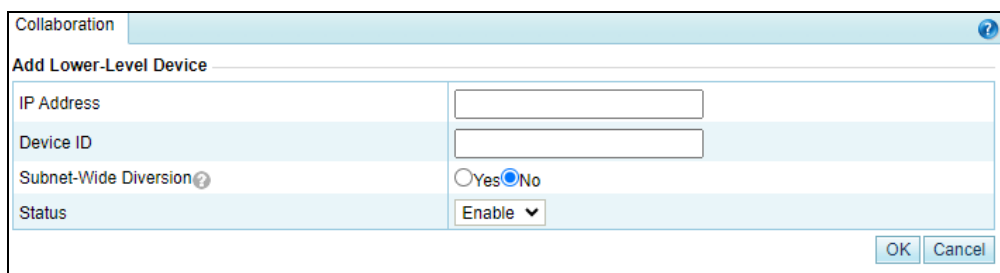 Collaboration
?
Add Lower-Level Device
IP Address
Device ID
Subnet-Wide Diversion ? Yes No
Status Enable
OK Cancel